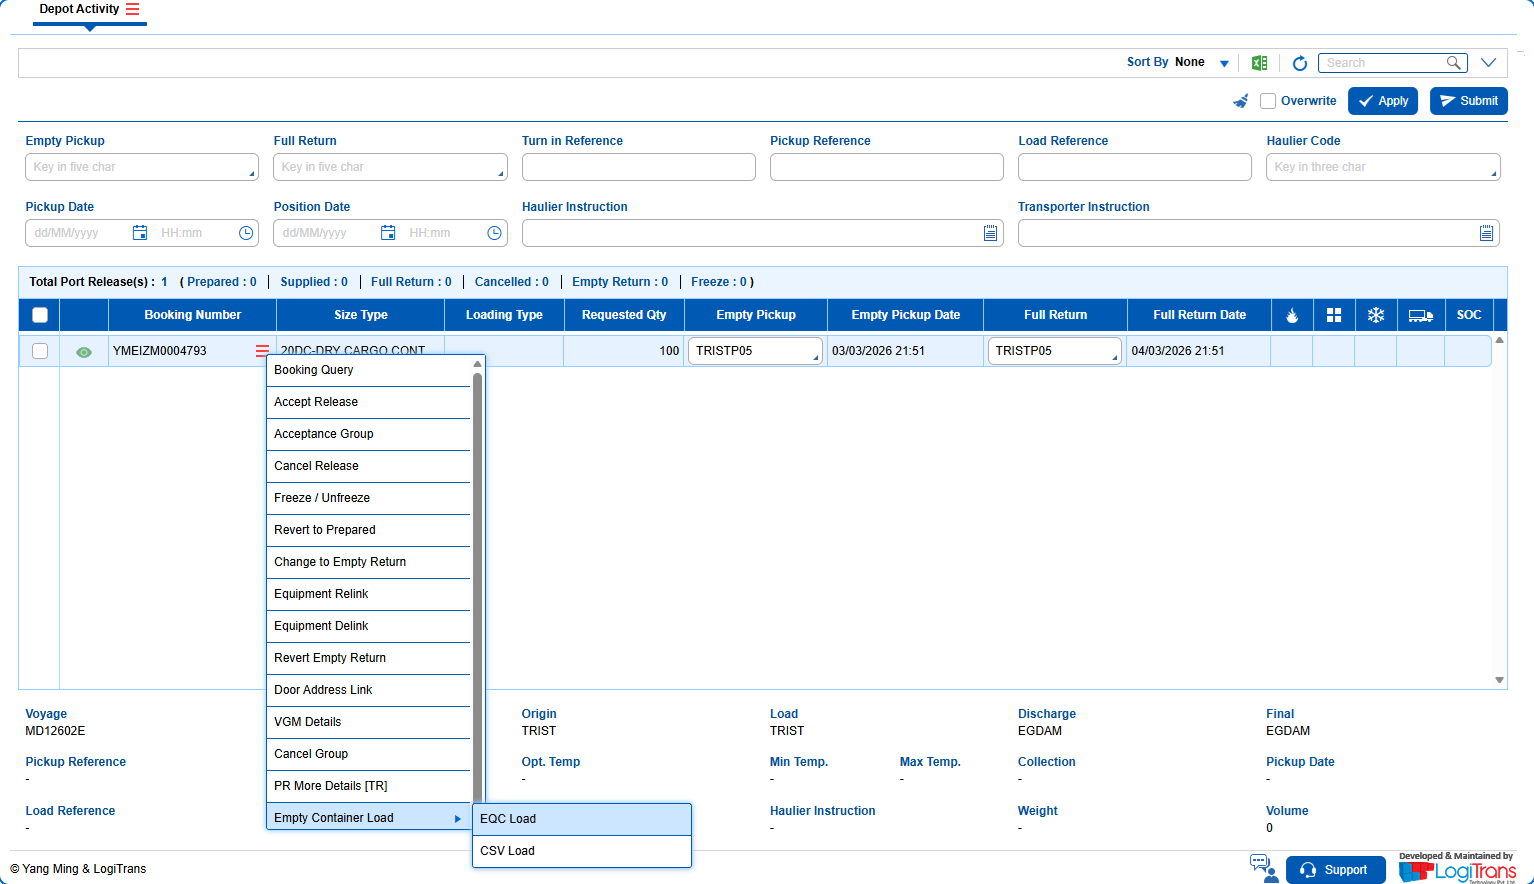 Depot Activity
Sort By None
Search
Overwrite
Apply
Submit
Empty Pickup
Full Return
Turn in Reference
Pickup Reference
Load Reference
Haulier Code
Key in five char
Key in five char
Key in three char
Pickup Date
Position Date
Haulier Instruction
Transporter Instruction
dd/MM/yyyy
HH:mm
dd/MM/yyyy
HH:mm
Total Port Release(s) : 1 ( Prepared : 0 | Supplied : 0 | Full Return : 0 | Cancelled : 0 | Empty Return : 0 | Freeze : 0 )
Booking Number
Size Type
Loading Type
Requested Qty
Empty Pickup
Empty Pickup Date
Full Return
Full Return Date
SOC
YMEIZM0004793
20DC-DRY CARGO CONT
100
TRISTP05
03/03/2026 21:51
TRISTP05
04/03/2026 21:51
Booking Query
Accept Release
Acceptance Group
Cancel Release
Freeze / Unfreeze
Revert to Prepared
Change to Empty Return
Equipment Relink
Equipment Delink
Revert Empty Return
Door Address Link
VGM Details
Cancel Group
PR More Details [TR]
Empty Container Load
EQC Load
CSV Load
Voyage
Origin
Load
Discharge
Final
MD12602E
TRIST
TRIST
EGDAM
EGDAM
Pickup Reference
Opt. Temp
Min Temp.
Max Temp.
Collection
Pickup Date
-
-
-
-
-
-
Load Reference
Haulier Instruction
Weight
Volume
-
-
-
0
© Yang Ming & LogiTrans
Support
Developed & Maintained by
LogiTrans
Technology Pvt. Ltd.